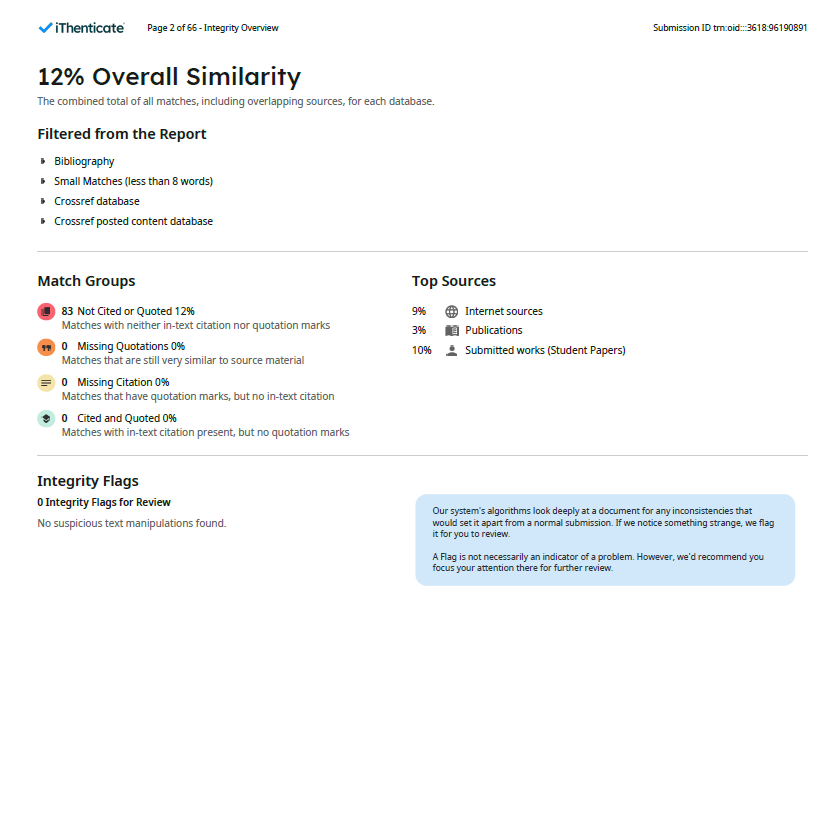 iThenticate Page 2 of 66 - Integrity Overview Submission ID trn:oid:::3618:96190891
12% Overall Similarity
The combined total of all matches, including overlapping sources, for each database.
Filtered from the Report
Bibliography
Small Matches (less than 8 words)
Crossref database
Crossref posted content database
Match Groups
83 Not Cited or Quoted 12%
Matches with neither in-text citation nor quotation marks
0 Missing Quotations 0%
Matches that are still very similar to source material
0 Missing Citation 0%
Matches that have quotation marks, but no in-text citation
0 Cited and Quoted 0%
Matches with in-text citation present, but no quotation marks
Top Sources
9% Internet sources
3% Publications
10% Submitted works (Student Papers)
Integrity Flags
0 Integrity Flags for Review
No suspicious text manipulations found.
Our system's algorithms look deeply at a document for any inconsistencies that
would set it apart from a normal submission. If we notice something strange, we flag
it for you to review.
A Flag is not necessarily an indicator of a problem. However, we'd recommend you
focus your attention there for further review.